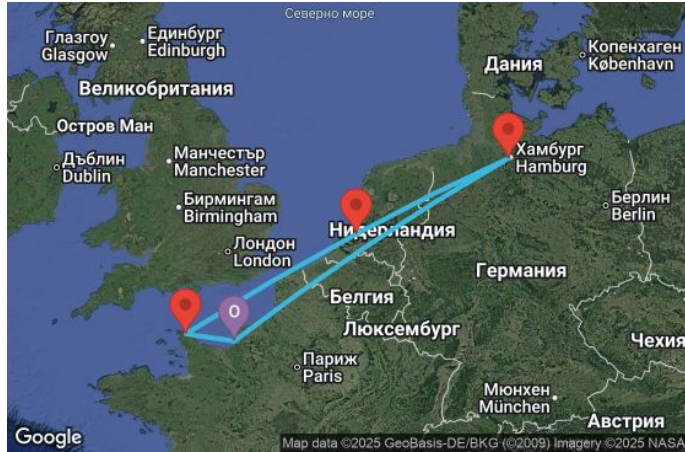 Северно море
Глазгоу
Glasgow
Единбург
Edinburgh
Копенхаген
København
Дания
Великобритания
Остров Ман
Дъблин
Dublin
Манчестър
Manchester
Хамбург
Hamburg
Бирмингам
Birmingham
Берлин
Berlin
Нидерландия
Лондон
London
Германия
Белгия
O
Люксембург
Чехия
Париж
Paris
Мюнхен
München
Австрия
Google
Map data ©2025 GeoBasis-DE/BKG (©2009) Imagery ©2025 NASA